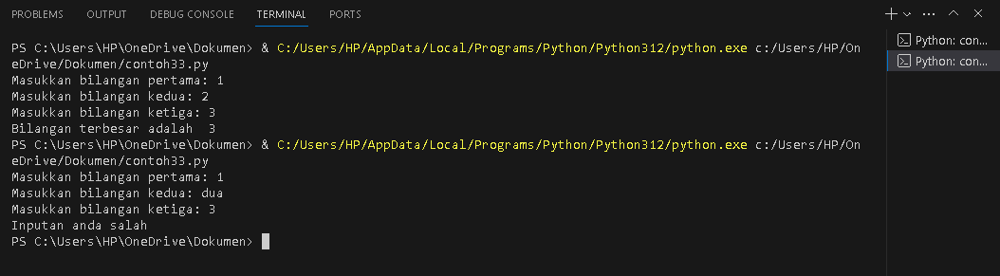 PROBLEMS OUTPUT DEBUG CONSOLE TERMINAL PORTS
PS C:\Users\HP\OneDrive\Dokumen> & C:/Users/HP/AppData/Local/Programs/Python/Python312/python.exe c:/Users/HP/On
eDrive/Dokumen/contoh33.py
Masukkan bilangan pertama: 1
Masukkan bilangan kedua: 2
Masukkan bilangan ketiga: 3
Bilangan terbesar adalah  3
PS C:\Users\HP\OneDrive\Dokumen> & C:/Users/HP/AppData/Local/Programs/Python/Python312/python.exe c:/Users/HP/On
eDrive/Dokumen/contoh33.py
Masukkan bilangan pertama: 1
Masukkan bilangan kedua: dua
Masukkan bilangan ketiga: 3
Inputan anda salah
PS C:\Users\HP\OneDrive\Dokumen>
Python: con...
Python: con...